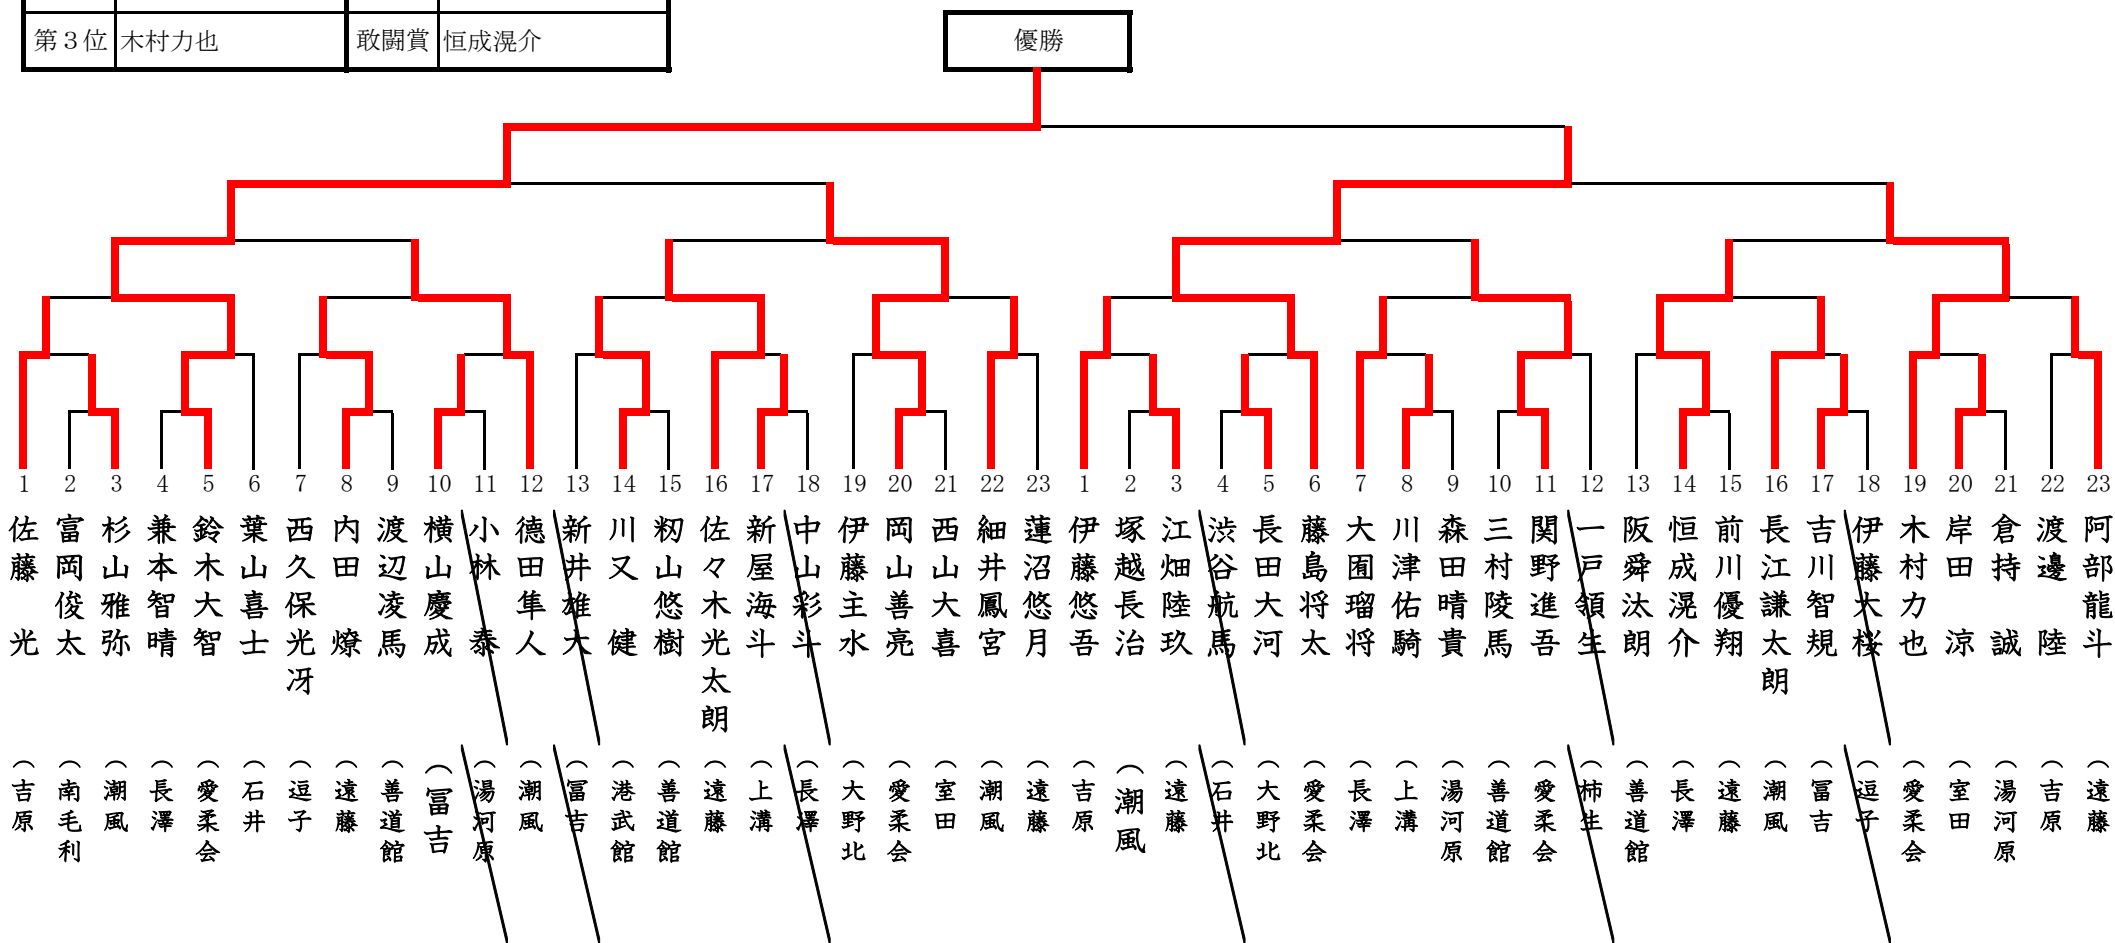 第３位 木村力也 敢闘賞 恒成滉介
優勝
1 2 3 4 5 6 7 8 9 10 11 12 13 14 15 16 17 18 19 20 21 22 23 1 2 3 4 5 6 7 8 9 10 11 12 13 14 15 16 17 18 19 20 21 22 23
佐藤 光
富岡俊太
杉山雅弥
兼本智晴
鈴木大智
葉山喜士
西久保光冴
内田 燎
渡辺凌馬
横山慶成
小林 泰
德田隼人
新井雄大
川又 健
籾山悠樹
佐々木光太朗
新屋海斗
中山彩斗
伊藤主水
岡山善亮
西山大喜
細井鳳宮
蓮沼悠月
伊藤悠吾
塚越長治
江畑陸玖
渋谷航馬
長田大河
藤島将太
大囿瑠将
川津佑騎
森田晴貴
三村陵馬
関野進吾
一戸領生
阪舜汰朗
恒成滉介
前川優翔
長江謙太朗
吉川智規
伊藤大桜
木村力也
岸田 涼
倉持 誠
渡邊 陸
阿部龍斗
（吉原
（南毛利
（潮風
（長澤
（愛柔会
（石井
（逗子
（遠藤
（善道館
（冨吉
（湯河原
（潮風
（冨吉
（港武館
（善道館
（遠藤
（上溝
（長澤
（大野北
（愛柔会
（室田
（潮風
（遠藤
（吉原
（潮風
（遠藤
（石井
（大野北
（愛柔会
（長澤
（上溝
（湯河原
（善道館
（愛柔会
（柿生
（善道館
（長澤
（遠藤
（潮風
（冨吉
（逗子
（愛柔会
（室田
（湯河原
（吉原
（遠藤